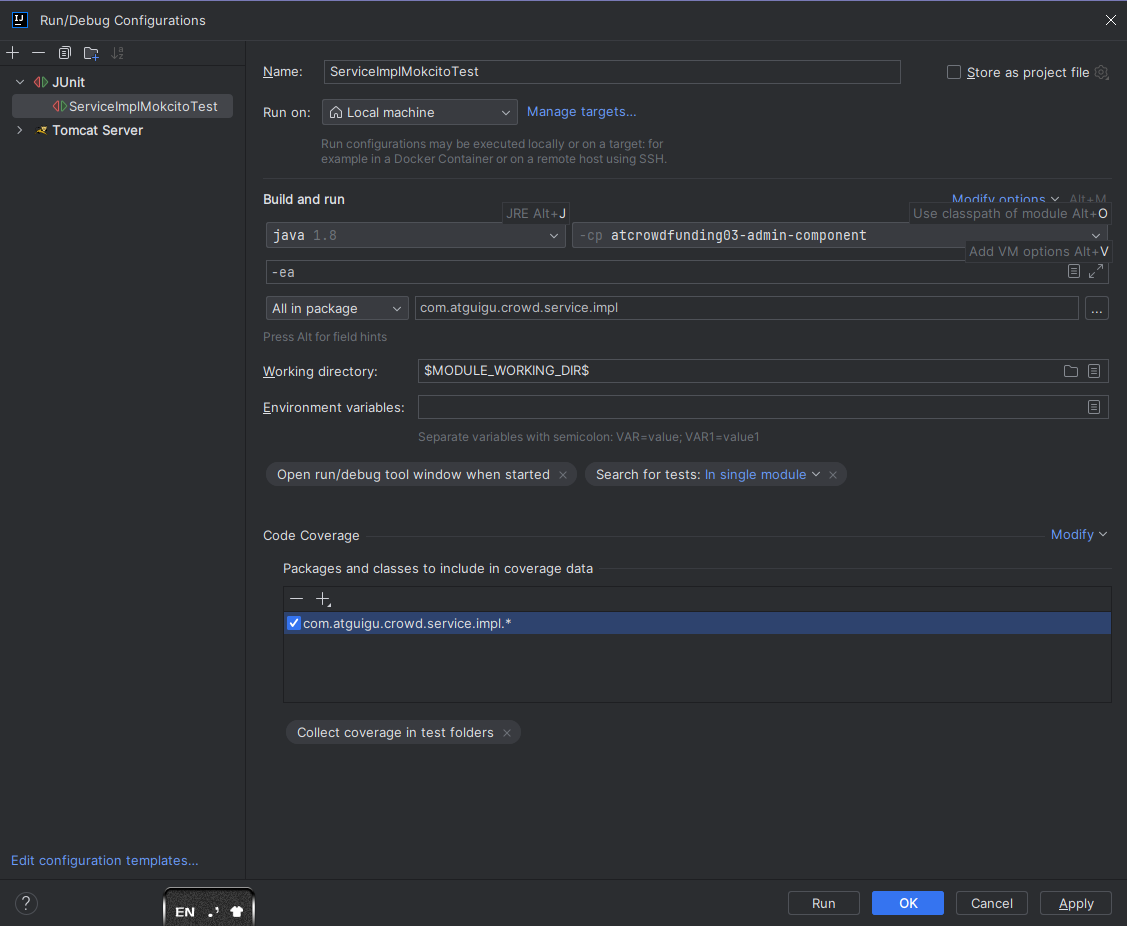 Run/Debug Configurations
JUnit
ServiceImplMokcitoTest
Tomcat Server
Name: ServiceImplMokcitoTest
Store as project file
Run on: Local machine Manage targets...
Run configurations may be executed locally or on a target: for
example in a Docker Container or on a remote host using SSH.
Build and run
Modify options Alt+M
JRE Alt+J
Use classpath of module Alt+O
java 1.8
-cp atcrowdfunding03-admin-component
Add VM options Alt+V
-ea
All in package com.atguigu.crowd.service.impl ...
Press Alt for field hints
Working directory: $MODULE_WORKING_DIR$
Environment variables:
Separate variables with semicolon: VAR=value; VAR1=value1
Open run/debug tool window when started × Search for tests: In single module ×
Code Coverage Modify
Packages and classes to include in coverage data
com.atguigu.crowd.service.impl.*
Collect coverage in test folders ×
Edit configuration templates...
? EN Run OK Cancel Apply